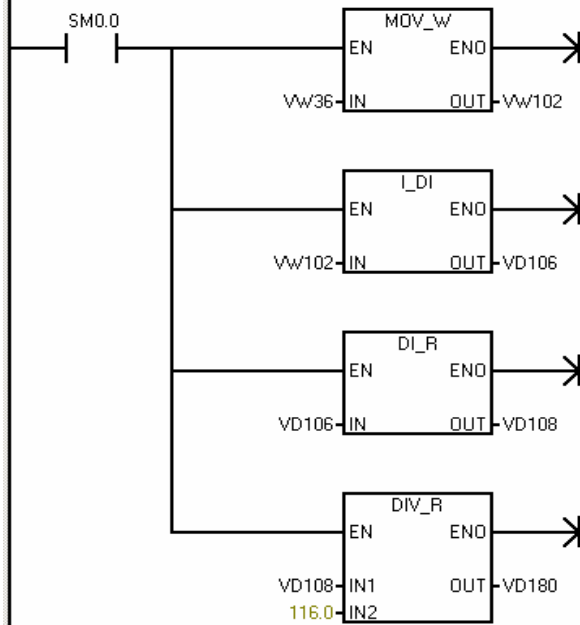 SM0.0
MOV_W
EN ENO
VW36 IN OUT VW102
I_DI
EN ENO
VW102 IN OUT VD106
DI_R
EN ENO
VD106 IN OUT VD108
DIV_R
EN ENO
VD108 IN1 OUT VD180
116.0 IN2